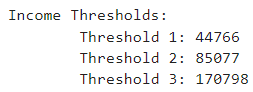 Income Thresholds:
Threshold 1: 44766
Threshold 2: 85077
Threshold 3: 170798